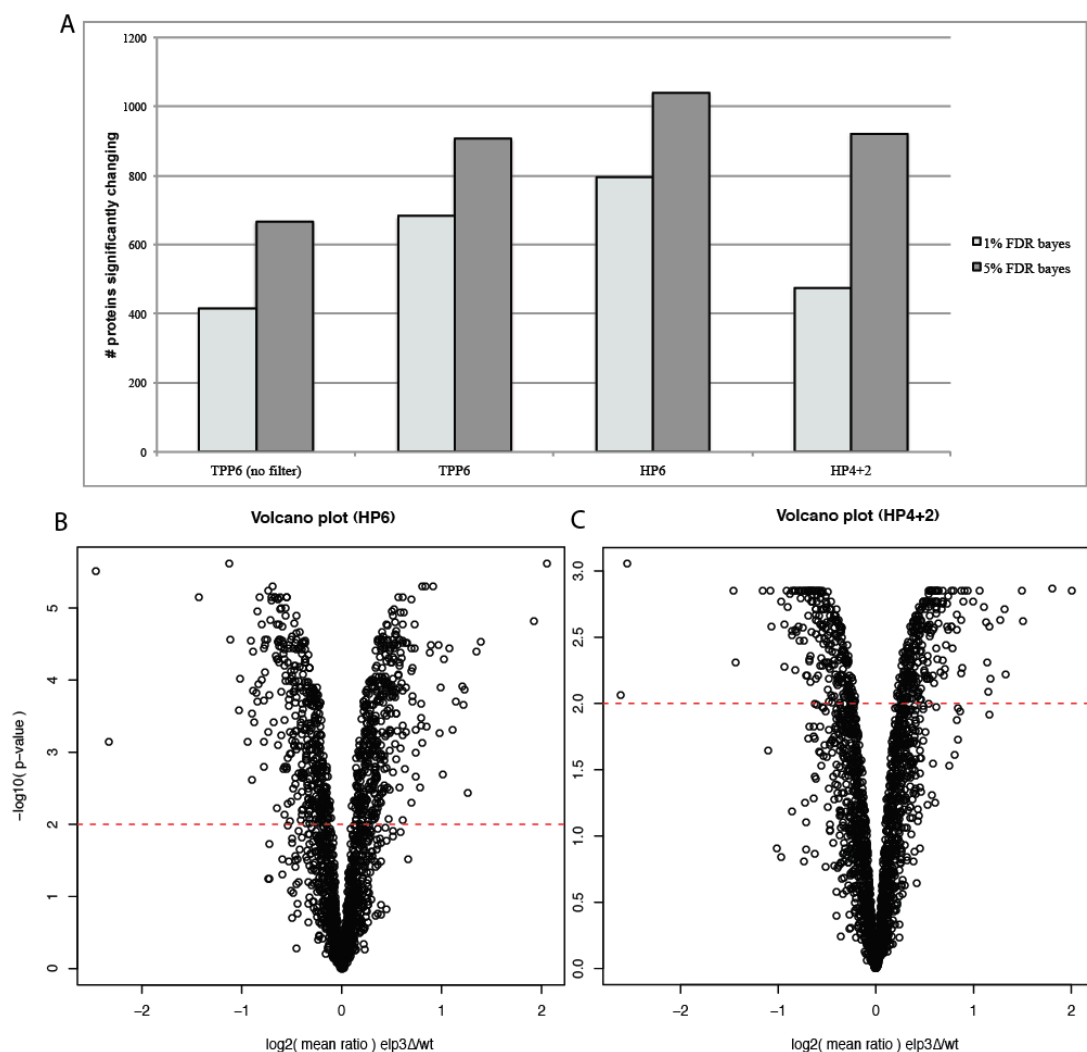 A
1200
1000
800
600
400
200
0
# proteins significantly changing
TPP6 (no filter) TPP6 HP6 HP4+2
1% FDR bayes
5% FDR bayes
B
Volcano plot (HP6)
5
4
3
2
1
0
-log10( p-value )
-2 -1 0 1 2
log2( mean ratio ) elp3Δ/wt
C
Volcano plot (HP4+2)
3.0
2.5
2.0
1.5
1.0
0.5
0.0
-2 -1 0 1 2
log2( mean ratio ) elp3Δ/wt